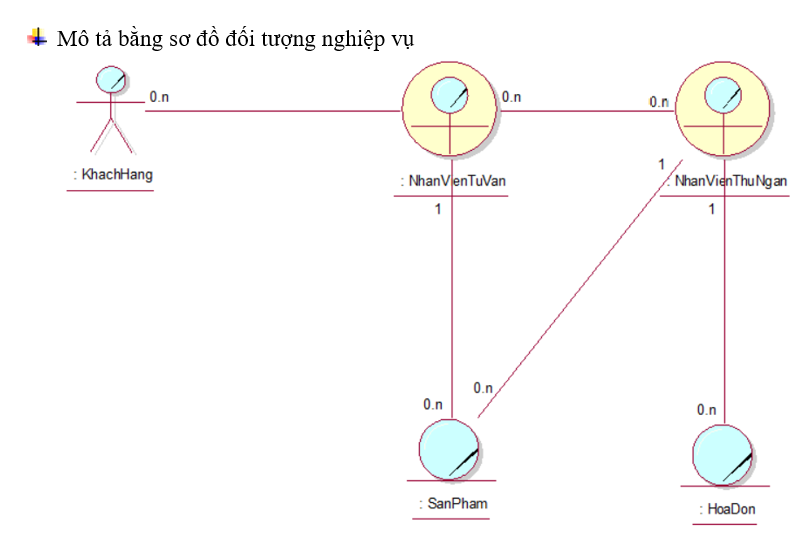 Mô tả bằng sơ đồ đối tượng nghiệp vụ
0.n
0..n
0..n
: KhachHang
: NhanVienTuVan
: NhanVienThuNgan
1
1
1
0..n
0..n
0..n
: SanPham
: HoaDon